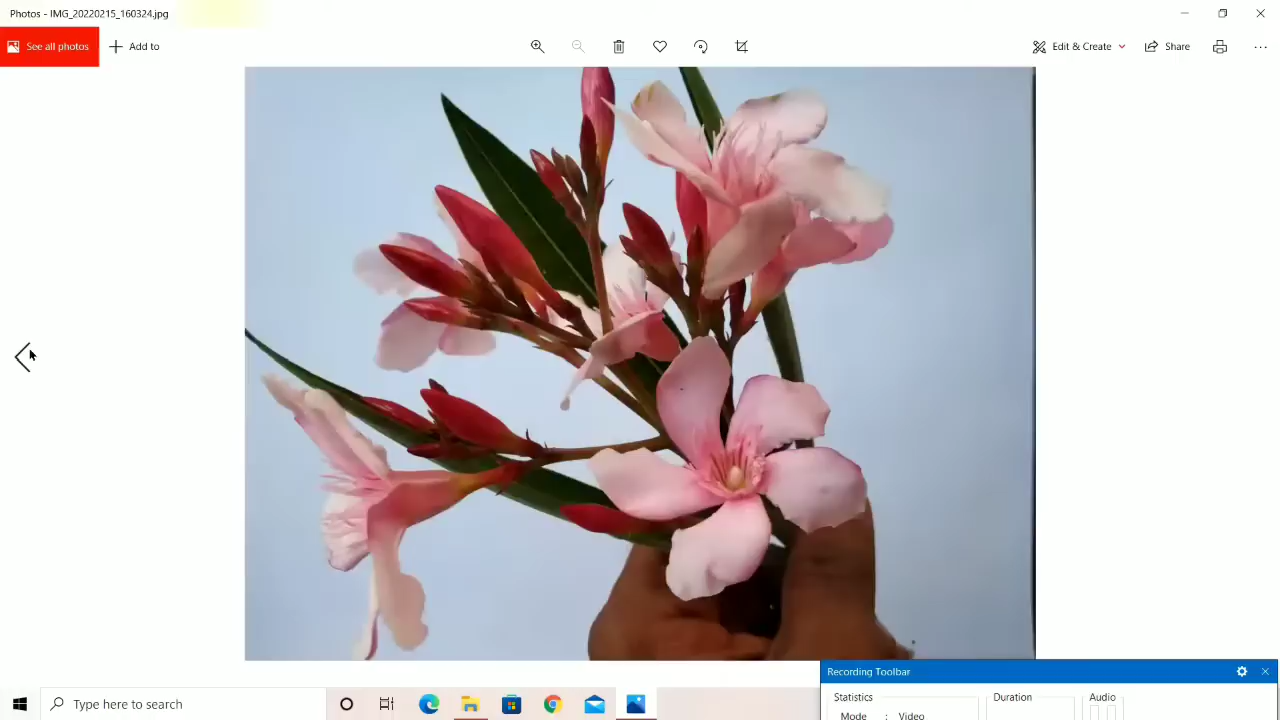 Photos - IMG_20220215_160324.jpg
See all photos
Add to
Edit & Create
Share
Recording Toolbar
Statistics
Duration
Audio
Mode : Video
Type here to search